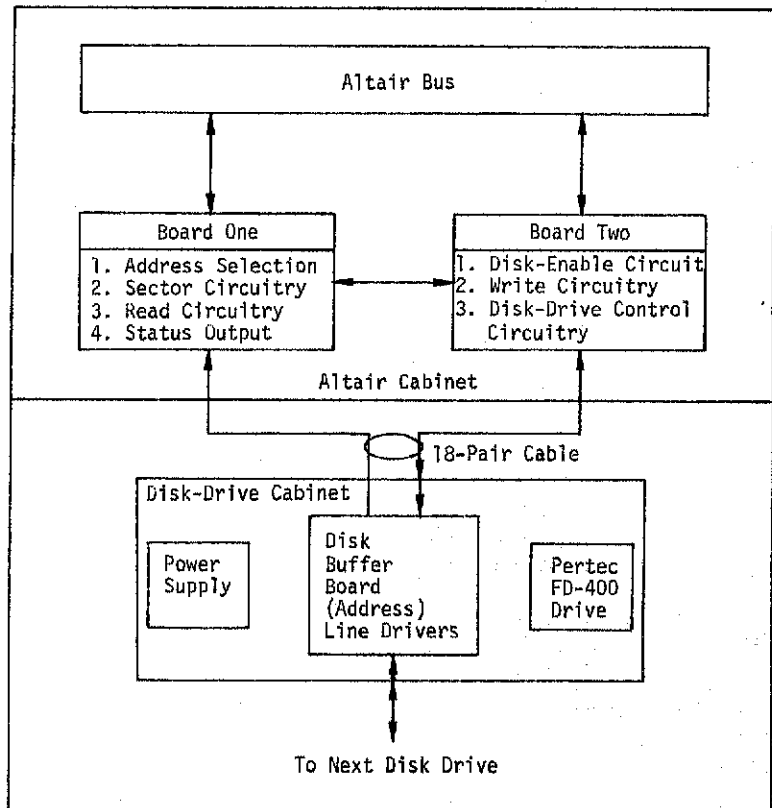 Altair Bus
Board One
1. Address Selection
2. Sector Circuitry
3. Read Circuitry
4. Status Output
Board Two
1. Disk-Enable Circuit
2. Write Circuitry
3. Disk-Drive Control
Circuitry
Altair Cabinet
18-Pair Cable
Disk-Drive Cabinet
Power
Supply
Disk
Buffer
Board
(Address)
Line Drivers
Pertec
FD-400
Drive
To Next Disk Drive